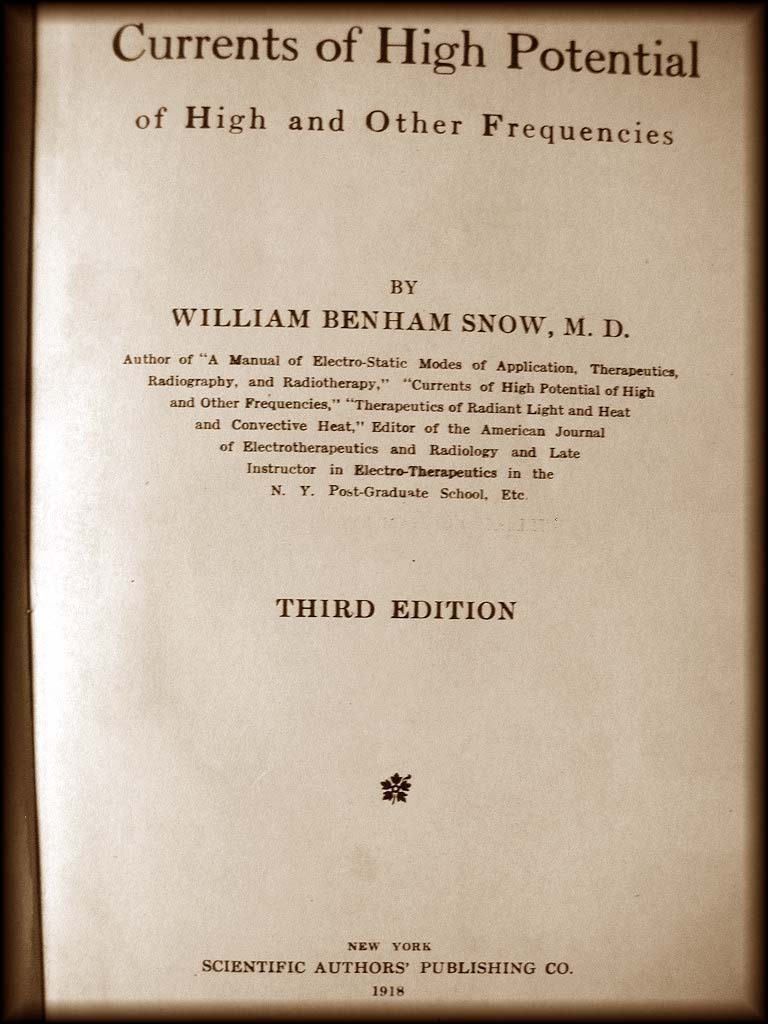 Currents of High Potential
of High and Other Frequencies
BY
WILLIAM BENHAM SNOW, M. D.
Author of "A Manual of Electro-Static Modes of Application, Therapeutics,
Radiography, and Radiotherapy," "Currents of High Potential of High
and Other Frequencies," "Therapeutics of Radiant Light and Heat
and Convective Heat," Editor of the American Journal
of Electrotherapeutics and Radiology and Late
Instructor in Electro-Therapeutics in the
N. Y. Post-Graduate School, Etc.
THIRD EDITION
NEW YORK
SCIENTIFIC AUTHORS' PUBLISHING CO.
1918